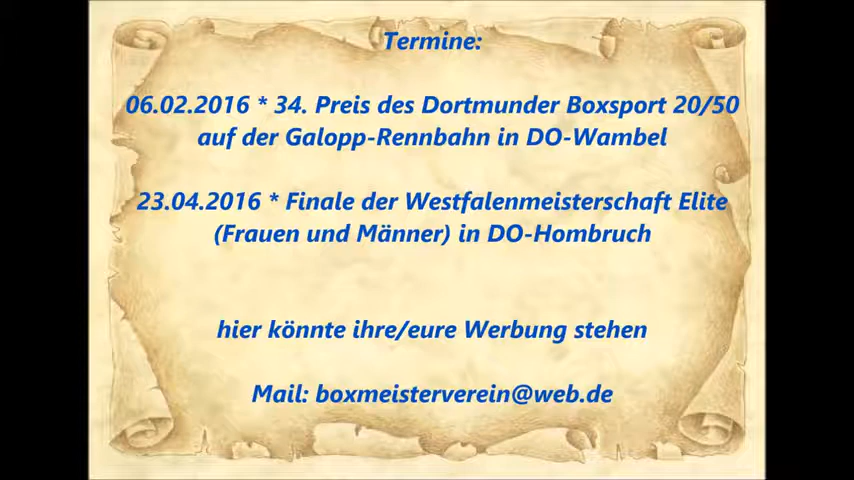 Termine:
06.02.2016 * 34. Preis des Dortmunder Boxsport 20/50
auf der Galopp-Rennbahn in DO-Wambel
23.04.2016 * Finale der Westfalenmeisterschaft Elite
(Frauen und Männer) in DO-Hombruch
hier könnte ihre/eure Werbung stehen
Mail: boxmeisterverein@web.de